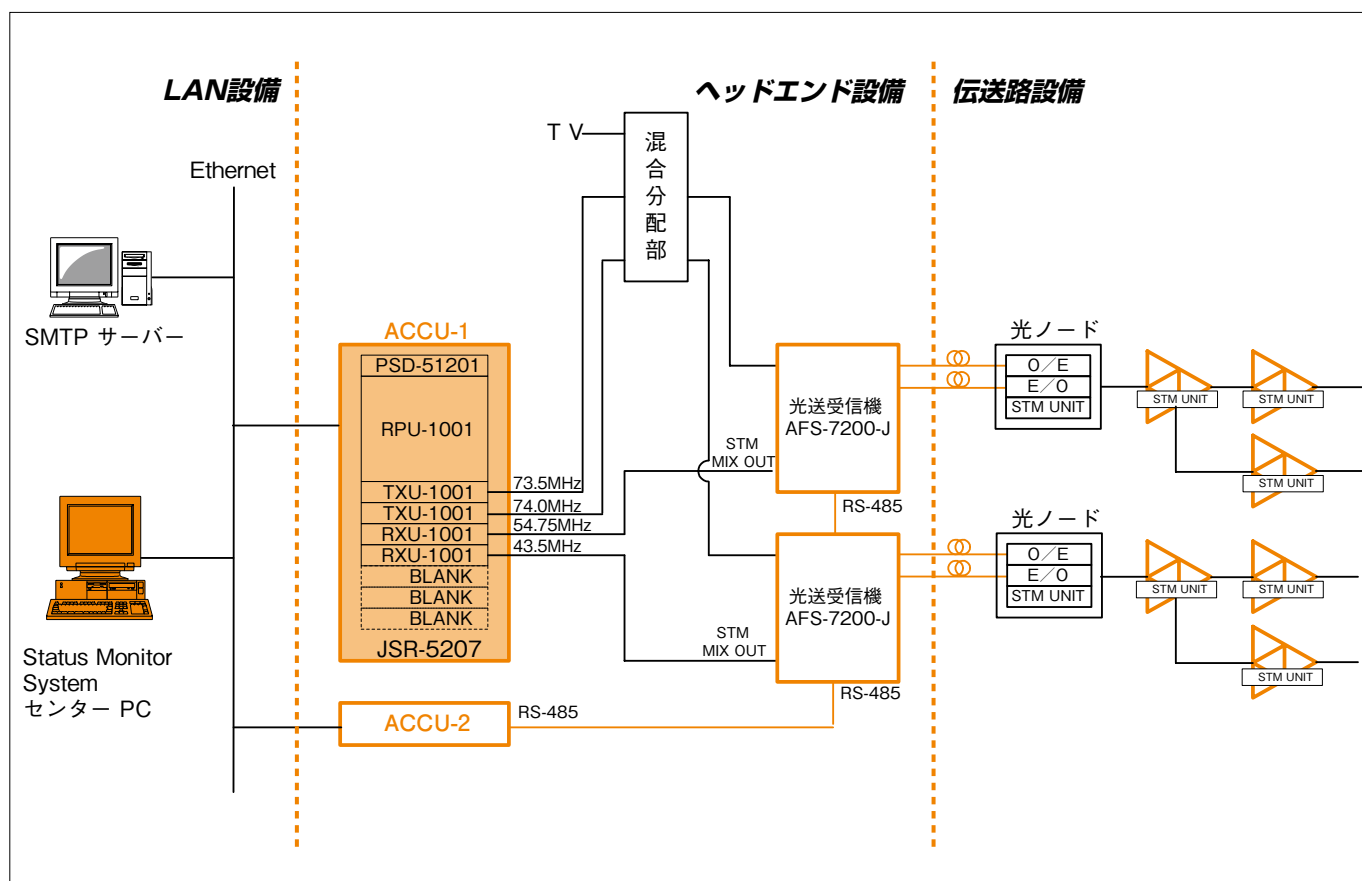 LAN設備
ヘッドエンド設備
伝送路設備
T V
混合分配部
Ethernet
SMTP サーバー
ACCU-1
PSD-51201
RPU-1001
TXU-1001
TXU-1001
RXU-1001
RXU-1001
BLANK
BLANK
BLANK
JSR-5207
73.5MHz
74.0MHz
54.75MHz
43.5MHz
STM
MIX OUT
光送受信機
AFS-7200-J
RS-485
STM
MIX OUT
光送受信機
AFS-7200-J
RS-485
光ノード
O/E
E/O
STM UNIT
STM UNIT
STM UNIT
STM UNIT
光ノード
O/E
E/O
STM UNIT
STM UNIT
STM UNIT
STM UNIT
Status Monitor
System
センター PC
ACCU-2
RS-485